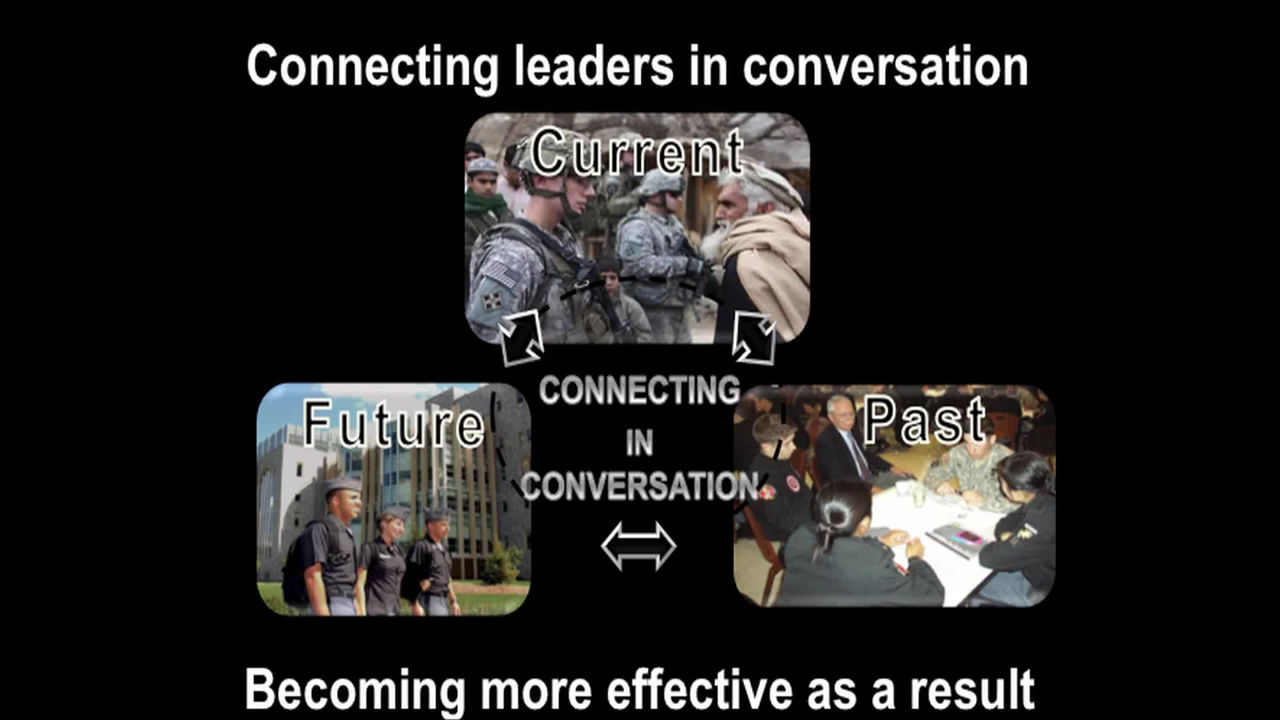 Connecting leaders in conversation
Current
Future
Past
CONNECTING
IN
CONVERSATION
Becoming more effective as a result